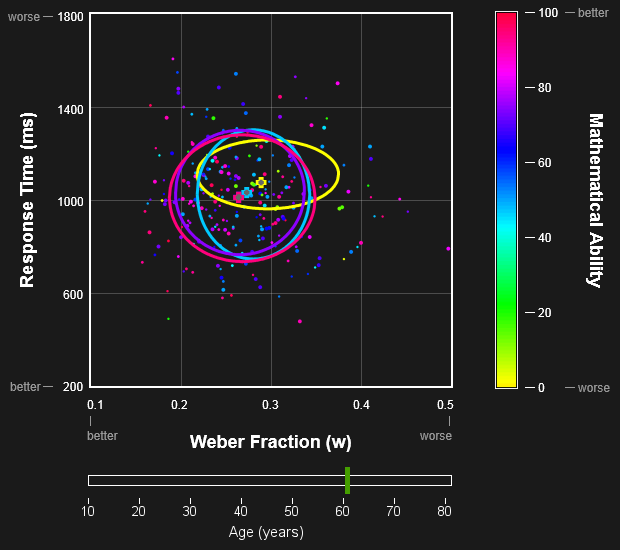 worse
1800
1400
1000
600
200
better
Response Time (ms)
0.1
0.2
0.3
0.4
0.5
better
worse
Weber Fraction (w)
10
20
30
40
50
60
70
80
Age (years)
100
80
60
40
20
0
better
worse
Mathematical Ability